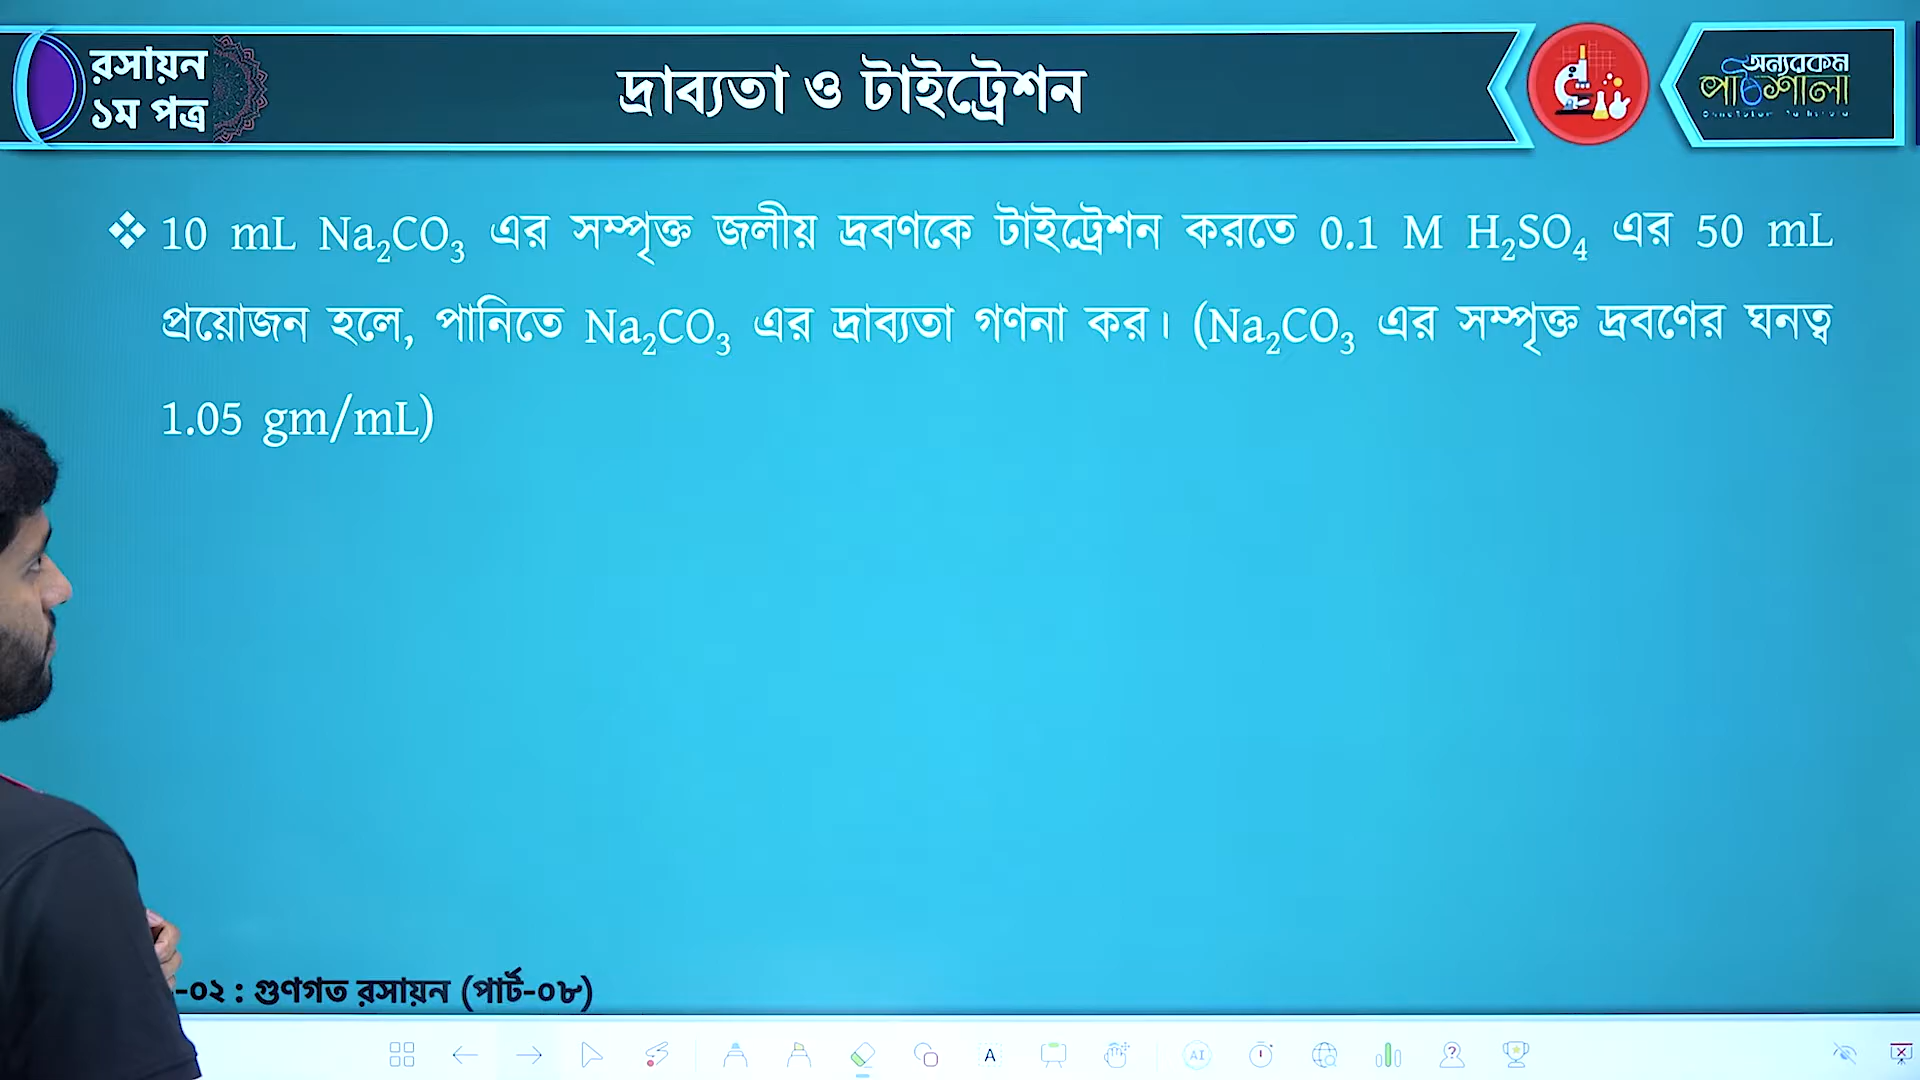 রসায়ন
১ম পত্র
দ্রাব্যতা ও টাইট্রেশন
অন্যরকম
পাঠশালা
❖ 10 mL Na₂CO₃ এর সম্পৃক্ত জলীয় দ্রবণকে টাইট্রেশন করতে 0.1 M H₂SO₄ এর 50 mL
প্রয়োজন হলে, পানিতে Na₂CO₃ এর দ্রাব্যতা গণনা কর। (Na₂CO₃ এর সম্পৃক্ত দ্রবণের ঘনত্ব
1.05 gm/mL)
-০২ : গুণগত রসায়ন (পার্ট-০৮)
A
AI